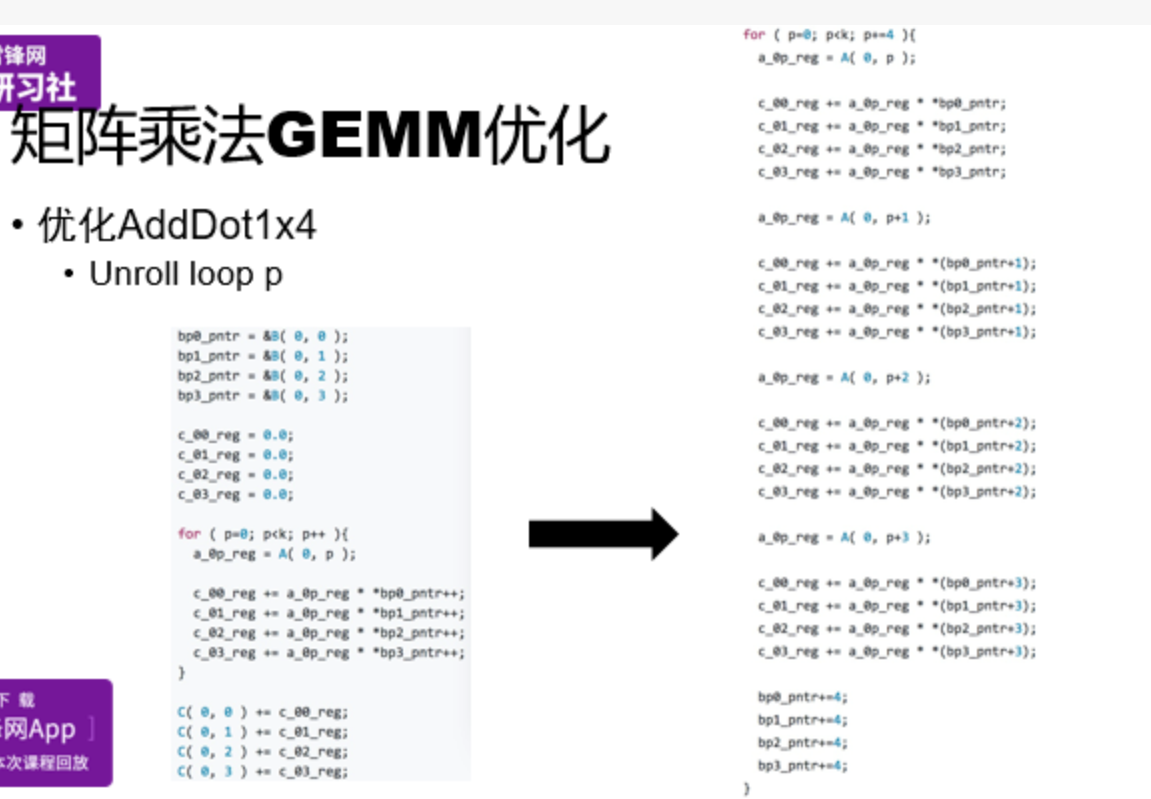 锋网
研习社
矩阵乘法GEMM优化
• 优化AddDot1x4
• Unroll loop p
bp0_pntr = &B( 0, 0 );
bp1_pntr = &B( 0, 1 );
bp2_pntr = &B( 0, 2 );
bp3_pntr = &B( 0, 3 );
c_00_reg = 0.0;
c_01_reg = 0.0;
c_02_reg = 0.0;
c_03_reg = 0.0;
for ( p=0; p<k; p++ ){
a_0p_reg = A( 0, p );
c_00_reg += a_0p_reg * *bp0_pntr++;
c_01_reg += a_0p_reg * *bp1_pntr++;
c_02_reg += a_0p_reg * *bp2_pntr++;
c_03_reg += a_0p_reg * *bp3_pntr++;
}
C( 0, 0 ) += c_00_reg;
C( 0, 1 ) += c_01_reg;
C( 0, 2 ) += c_02_reg;
C( 0, 3 ) += c_03_reg;
for ( p=0; p<k; p+=4 ){
a_0p_reg = A( 0, p );
c_00_reg += a_0p_reg * *bp0_pntr;
c_01_reg += a_0p_reg * *bp1_pntr;
c_02_reg += a_0p_reg * *bp2_pntr;
c_03_reg += a_0p_reg * *bp3_pntr;
a_0p_reg = A( 0, p+1 );
c_00_reg += a_0p_reg * *(bp0_pntr+1);
c_01_reg += a_0p_reg * *(bp1_pntr+1);
c_02_reg += a_0p_reg * *(bp2_pntr+1);
c_03_reg += a_0p_reg * *(bp3_pntr+1);
a_0p_reg = A( 0, p+2 );
c_00_reg += a_0p_reg * *(bp0_pntr+2);
c_01_reg += a_0p_reg * *(bp1_pntr+2);
c_02_reg += a_0p_reg * *(bp2_pntr+2);
c_03_reg += a_0p_reg * *(bp3_pntr+2);
a_0p_reg = A( 0, p+3 );
c_00_reg += a_0p_reg * *(bp0_pntr+3);
c_01_reg += a_0p_reg * *(bp1_pntr+3);
c_02_reg += a_0p_reg * *(bp2_pntr+3);
c_03_reg += a_0p_reg * *(bp3_pntr+3);
bp0_pntr+=4;
bp1_pntr+=4;
bp2_pntr+=4;
bp3_pntr+=4;
}
下 载
网App ]
本次课程回放